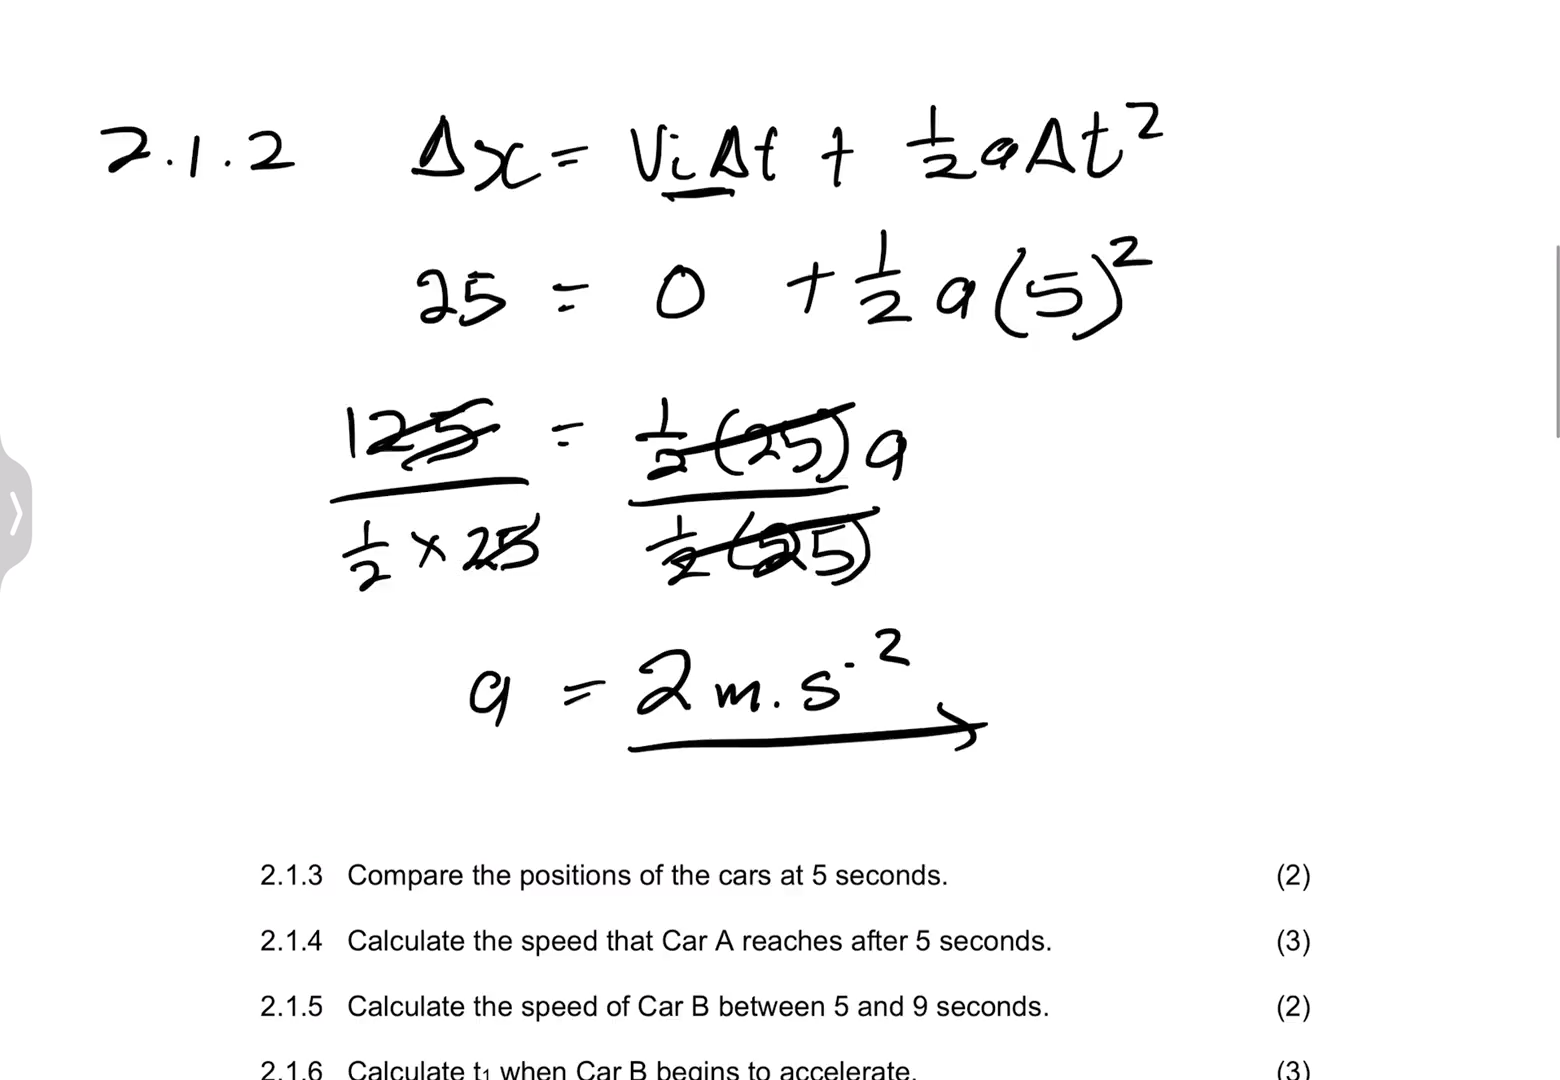 2.1.2 Δx = ViΔt + 1/2 aΔt²
25 = 0 + 1/2 a(5)²
125 = 1/2 (25) a
1/2 × 25 1/2 (25)
a = 2 m.s⁻²
2.1.3 Compare the positions of the cars at 5 seconds. (2)
2.1.4 Calculate the speed that Car A reaches after 5 seconds. (3)
2.1.5 Calculate the speed of Car B between 5 and 9 seconds. (2)
2.1.6 Calculate t₁ when Car B begins to accelerate. (3)